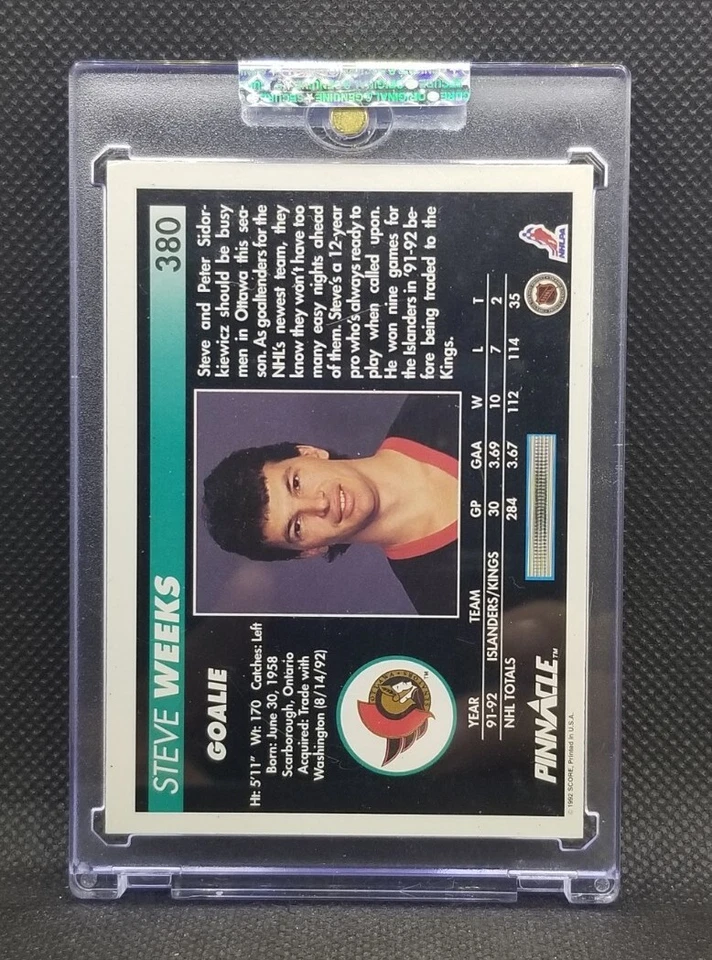 STEVE WEEKS 380
GOALIE
Ht: 5'11" Wt: 170 Catches: Left
Born: June 30, 1958
Scarborough, Ontario
Acquired: Trade with
Washington (8/14/92)
Steve and Peter Sidor-
kiewicz should be busy
men in Ottawa this sea-
son. As goaltenders for the
NHL's newest team, they
know they won't have too
many easy nights ahead
of them. Steve's a 12-year
pro who's always ready to
play when called upon.
He won nine games for
the Islanders in '91-92 be-
fore being traded to the
Kings.
YEAR TEAM GP GAA W L T
91-92 ISLANDERS/KINGS 30 3.69 10 7 2
NHL TOTALS 284 3.67 112 114 35
PINNACLE™
NHLPA
© 1992 SCORE, Printed in U.S.A.